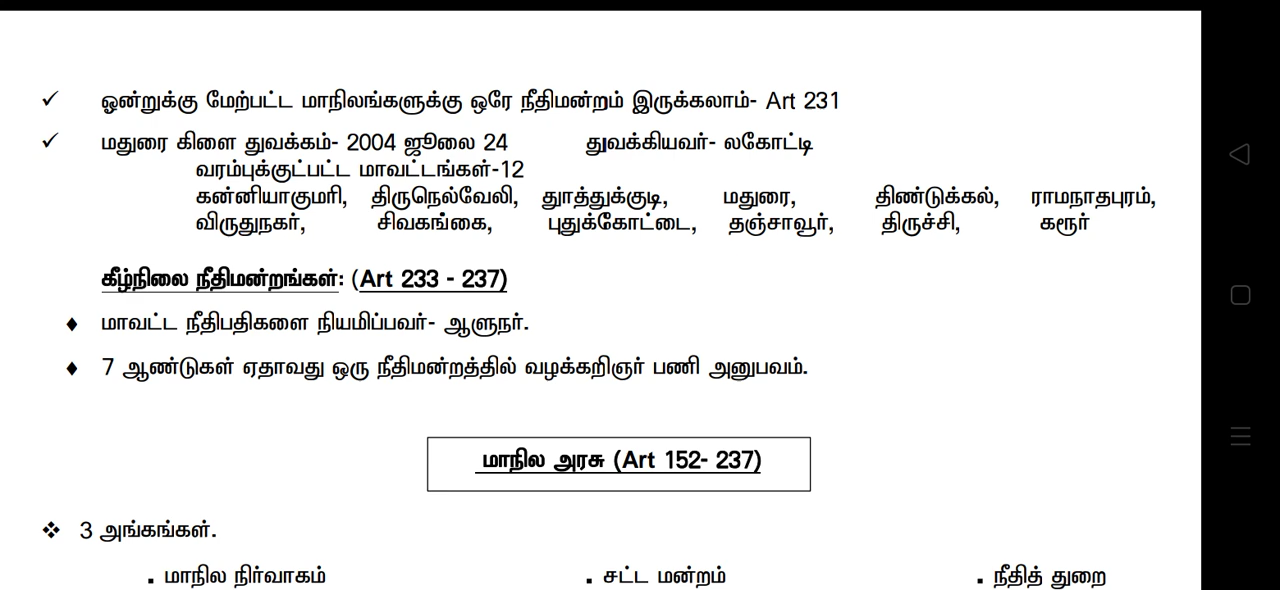 ✓ ஒன்றுக்கு மேற்பட்ட மாநிலங்களுக்கு ஒரே நீதிமன்றம் இருக்கலாம்- Art 231
✓ மதுரை கிளை துவக்கம்- 2004 ஜூலை 24 துவக்கியவர்- லகோட்டி
வரம்புக்குட்பட்ட மாவட்டங்கள்-12
கன்னியாகுமரி, திருநெல்வேலி, தூத்துக்குடி, மதுரை, திண்டுக்கல், ராமநாதபுரம்,
விருதுநகர், சிவகங்கை, புதுக்கோட்டை, தஞ்சாவூர், திருச்சி, கரூர்
கீழ்நிலை நீதிமன்றங்கள்: (Art 233 - 237)
♦ மாவட்ட நீதிபதிகளை நியமிப்பவர்- ஆளுநர்.
♦ 7 ஆண்டுகள் ஏதாவது ஒரு நீதிமன்றத்தில் வழக்கறிஞர் பணி அனுபவம்.
மாநில அரசு (Art 152- 237)
❖ 3 அங்கங்கள்.
▪ மாநில நிர்வாகம் ▪ சட்ட மன்றம் ▪ நீதித் துறை